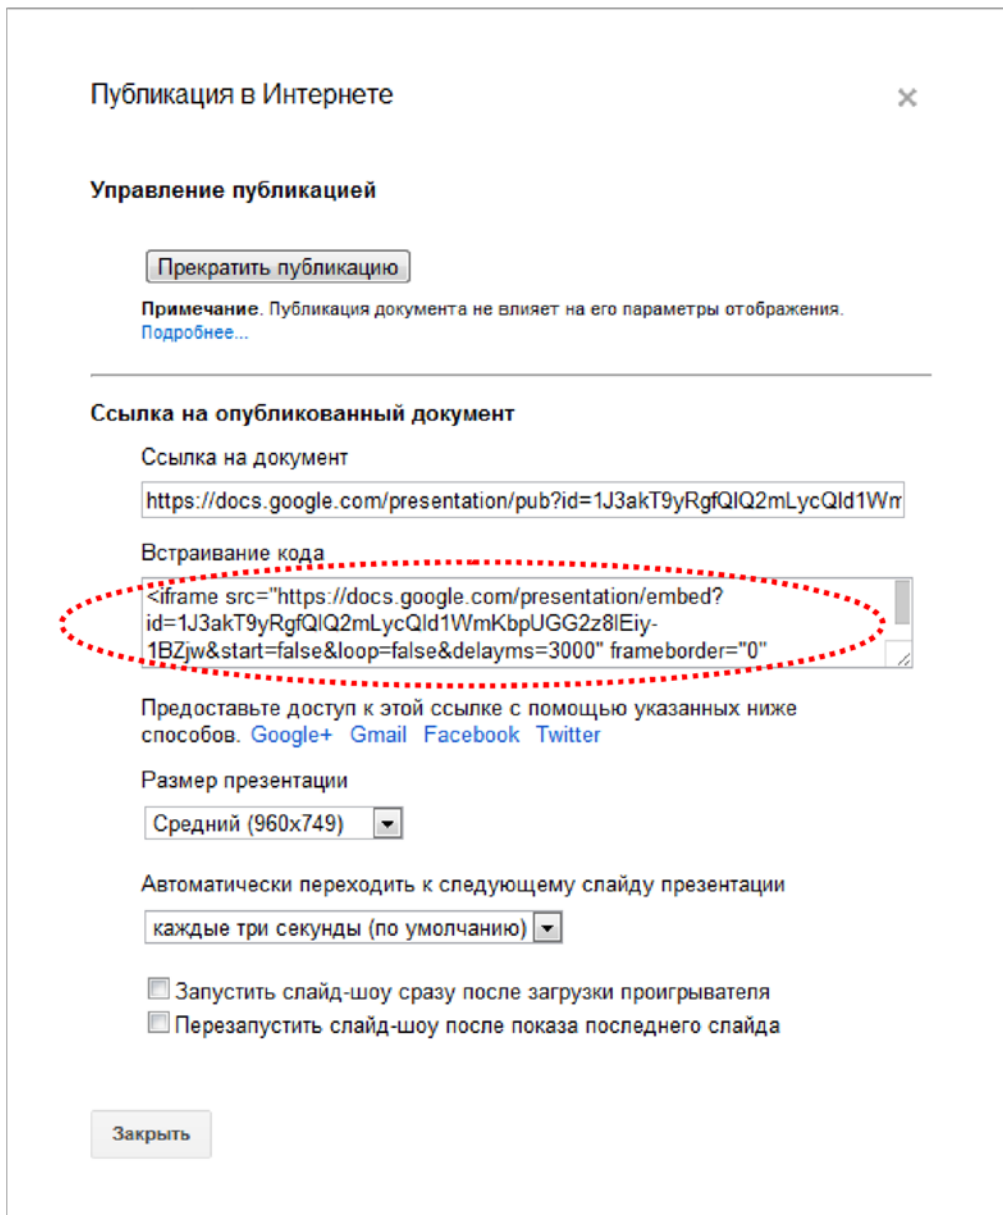 Публикация в Интернете
Управление публикацией
Прекратить публикацию
Примечание. Публикация документа не влияет на его параметры отображения.
Подробнее...
Ссылка на опубликованный документ
Ссылка на документ
https://docs.google.com/presentation/pub?id=1J3akT9yRgfQlQ2mLycQld1Wm
Встраивание кода
<iframe src="https://docs.google.com/presentation/embed?
id=1J3akT9yRgfQlQ2mLycQld1WmKbpUGG2z8lEiy-
1BZjw&start=false&loop=false&delayms=3000" frameborder="0"
Предоставьте доступ к этой ссылке с помощью указанных ниже
способов. Google+ Gmail Facebook Twitter
Размер презентации
Средний (960x749)
Автоматически переходить к следующему слайду презентации
каждые три секунды (по умолчанию)
Запустить слайд-шоу сразу после загрузки проигрывателя
Перезапустить слайд-шоу после показа последнего слайда
Закрыть